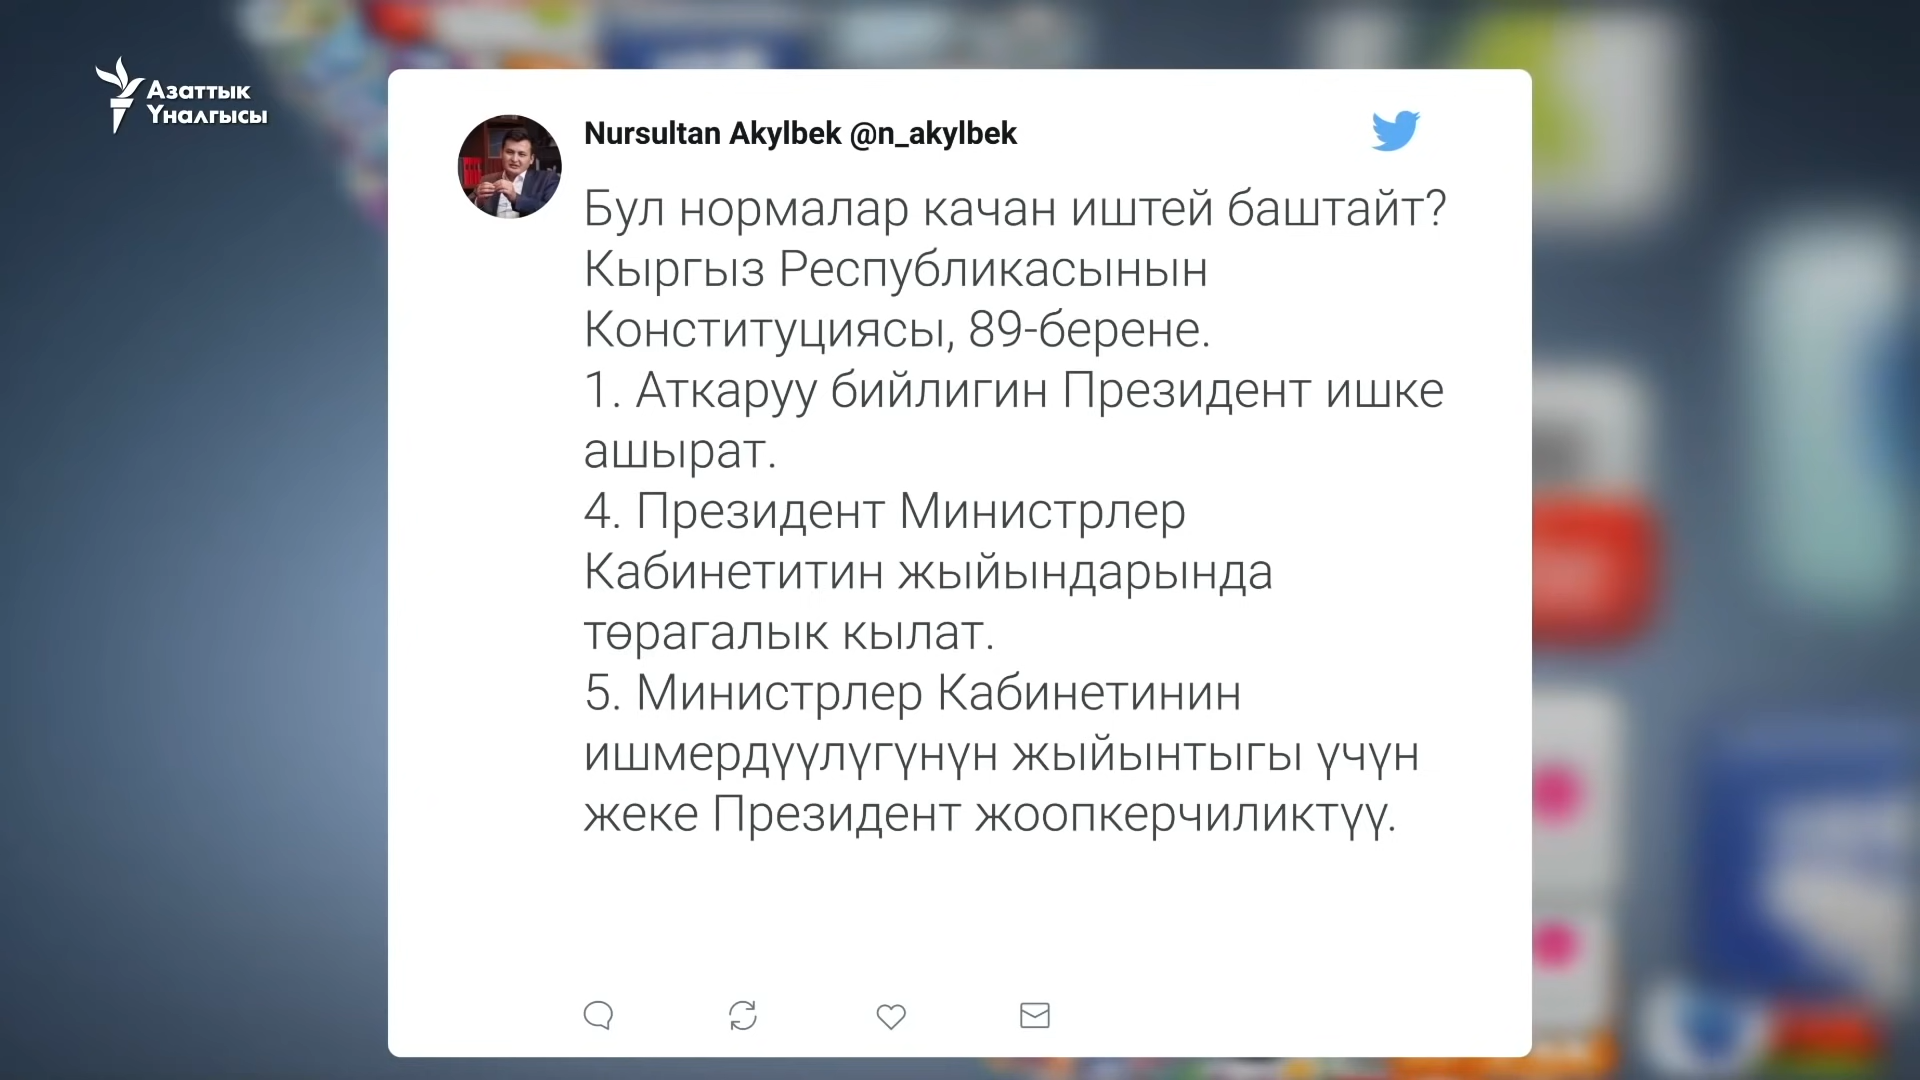 Азаттык
Үналгысы
Nursultan Akylbek @n_akylbek
Бул нормалар качан иштей баштайт?
Кыргыз Республикасынын
Конституциясы, 89-берене.
1. Аткаруу бийлигин Президент ишке
ашырат.
4. Президент Министрлер
Кабинетитин жыйындарында
төрагалык кылат.
5. Министрлер Кабинетинин
ишмердүүлүгүнүн жыйынтыгы үчүн
жеке Президент жоопкерчиликтүү.